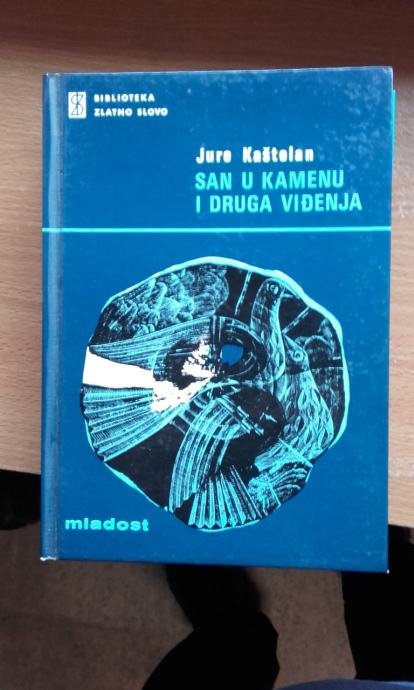 BIBLIOTEKA
ZLATNO SLOVO
Jure Kaštelan
SAN U KAMENU
I DRUGA VIĐENJA
mladost